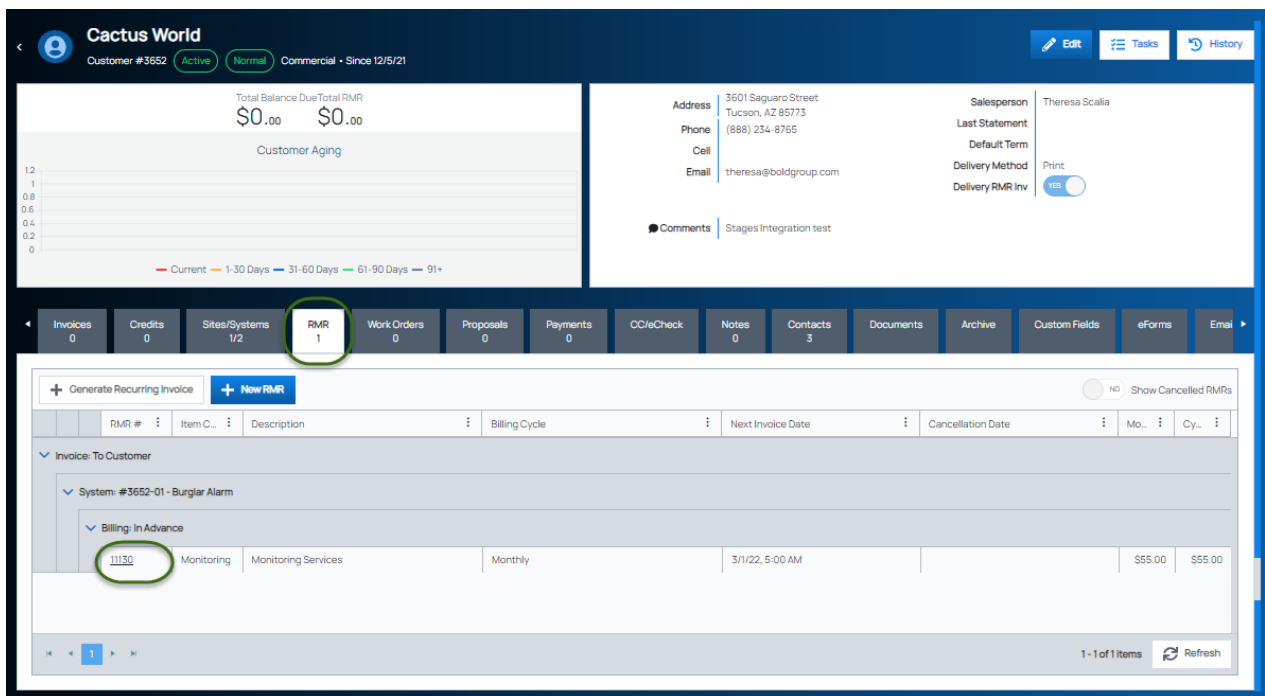 Cactus World
Customer #3652 Active Normal Commercial • Since 12/5/21
Edit
Tasks
History
Total Balance Due Total RMR
$0.00 $0.00
Customer Aging
1.2
1
0.8
0.6
0.4
0.2
0
Current 1-30 Days 31-60 Days 61-90 Days 91+
Address 3601 Saguaro Street
Tucson, AZ 85773
Phone (888) 234-8765
Cell
Email theresa@boldgroup.com
Comments Stages Integration test
Salesperson Theresa Scalia
Last Statement
Default Term
Delivery Method Print
Delivery RMR Inv YES
Invoices Credits Sites/Systems RMR Work Orders Proposals Payments CC/eCheck Notes Contacts Documents Archive Custom Fields eForms Emai
0 0 1/2 1 0 0 0 0 3
Generate Recurring Invoice New RMR NO Show Cancelled RMRs
RMR # Item C... Description Billing Cycle Next Invoice Date Cancellation Date Mo... Cy...
Invoice: To Customer
System: #3652-01 - Burglar Alarm
Billing: In Advance
11130 Monitoring Monitoring Services Monthly 3/1/22, 5:00 AM $55.00 $55.00
1 1 - 1 of 1 items Refresh